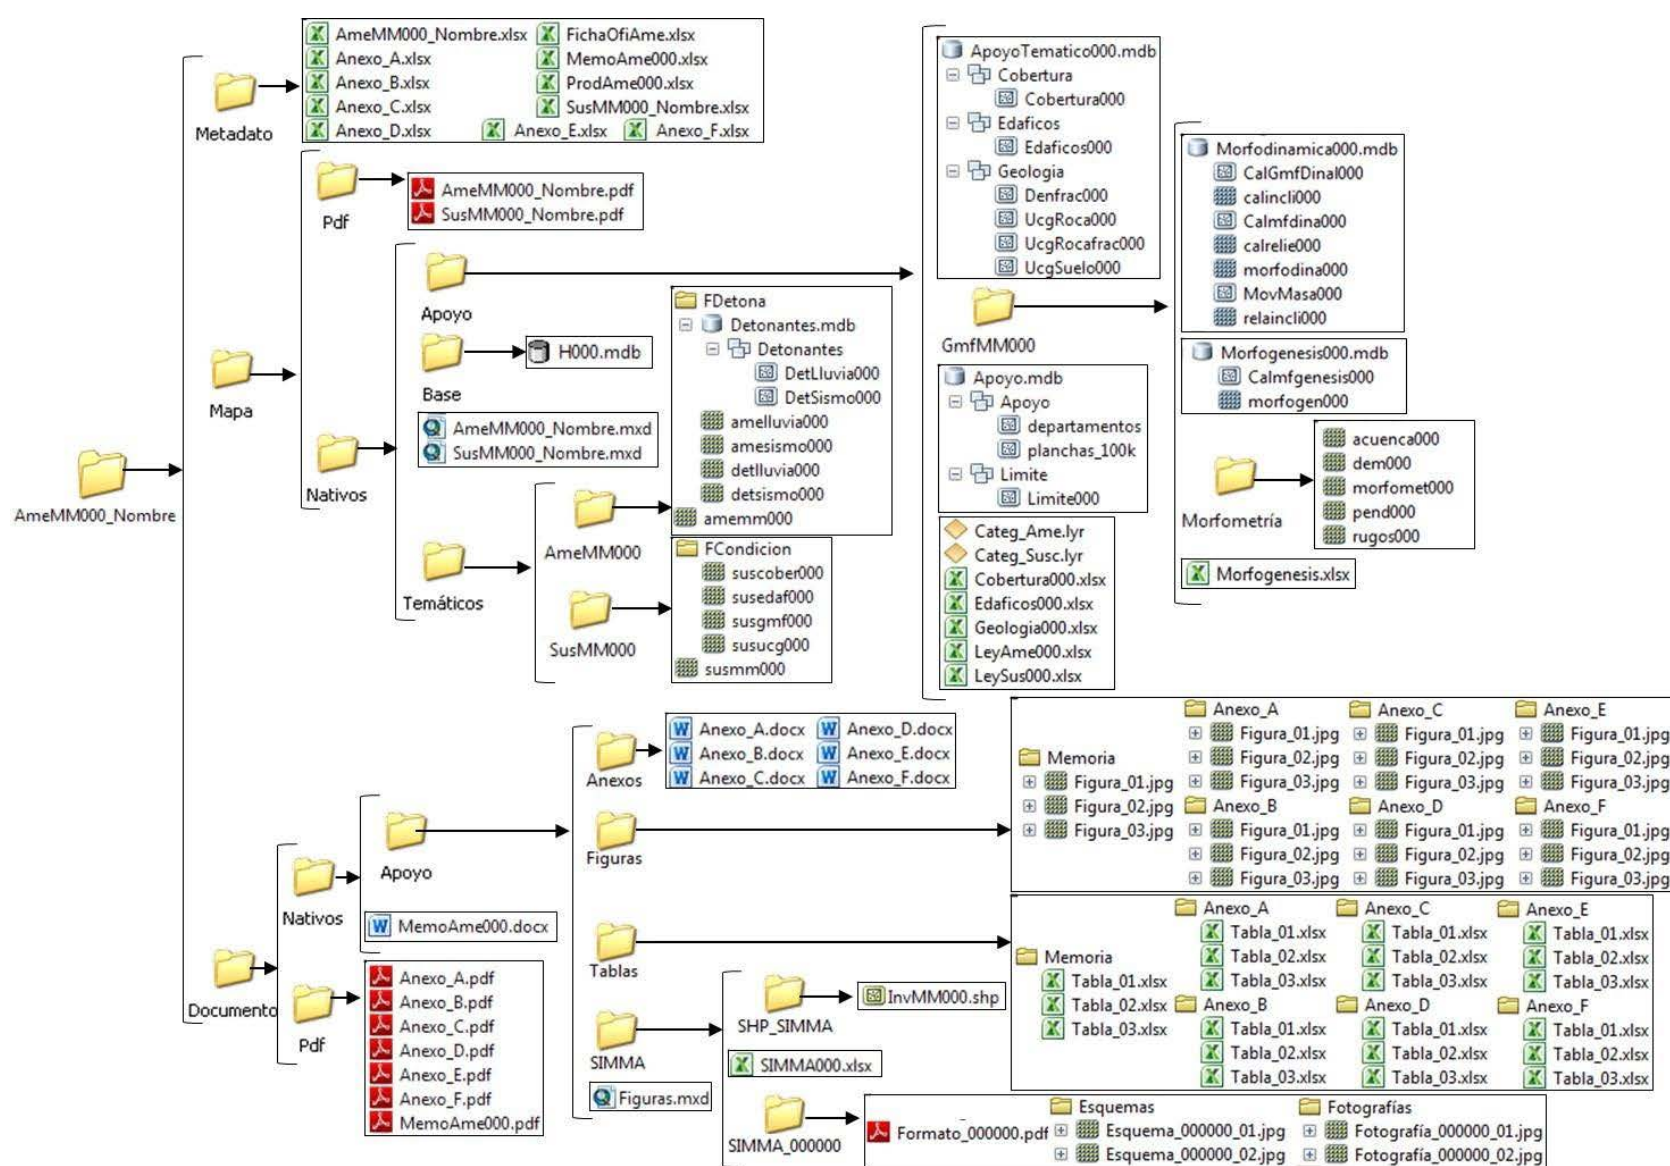 AmeMM000_Nombre
Metadato
AmeMM000_Nombre.xlsx
Anexo_A.xlsx
Anexo_B.xlsx
Anexo_C.xlsx
Anexo_D.xlsx
FichaOfiAme.xlsx
MemoAme000.xlsx
ProdAme000.xlsx
SusMM000_Nombre.xlsx
Anexo_E.xlsx
Anexo_F.xlsx
Mapa
Pdf
AmeMM000_Nombre.pdf
SusMM000_Nombre.pdf
Nativos
Apoyo
ApoyoTematico000.mdb
Cobertura
Cobertura000
Edaficos
Edaficos000
Geologia
Denfrac000
UcgRoca000
UcgRocafrac000
UcgSuelo000
GmfMM000
Morfodinamica000.mdb
CalGmfDinal000
calincli000
Calmfdina000
calrelie000
morfodina000
MovMasa000
relaincli000
Morfogenesis000.mdb
Calmfgenesis000
morfogen000
Morfometría
acuenca000
dem000
morfomet000
pend000
rugos000
Morfogenesis.xlsx
Apoyo.mdb
Apoyo
departamentos
planchas_100k
Limite
Limite000
Categ_Ame.lyr
Categ_Susc.lyr
Cobertura000.xlsx
Edaficos000.xlsx
Geologia000.xlsx
LeyAme000.xlsx
LeySus000.xlsx
Base
H000.mdb
AmeMM000_Nombre.mxd
SusMM000_Nombre.mxd
Temáticos
AmeMM000
FDetona
Detonantes.mdb
Detonantes
DetLluvia000
DetSismo000
amelluvia000
amesismo000
detlluvia000
detsismo000
amemm000
SusMM000
FCondicion
suscober000
susedaf000
susgmf000
susucg000
susmm000
Documento
Nativos
Apoyo
Anexos
Anexo_A.docx
Anexo_B.docx
Anexo_C.docx
Anexo_D.docx
Anexo_E.docx
Anexo_F.docx
Figuras
Memoria
Figura_01.jpg
Figura_02.jpg
Figura_03.jpg
Anexo_A
Figura_01.jpg
Figura_02.jpg
Figura_03.jpg
Anexo_B
Figura_01.jpg
Figura_02.jpg
Figura_03.jpg
Anexo_C
Figura_01.jpg
Figura_02.jpg
Figura_03.jpg
Anexo_D
Figura_01.jpg
Figura_02.jpg
Figura_03.jpg
Anexo_E
Figura_01.jpg
Figura_02.jpg
Figura_03.jpg
Anexo_F
Figura_01.jpg
Figura_02.jpg
Figura_03.jpg
Tablas
Memoria
Tabla_01.xlsx
Tabla_02.xlsx
Tabla_03.xlsx
Anexo_A
Tabla_01.xlsx
Tabla_02.xlsx
Tabla_03.xlsx
Anexo_B
Tabla_01.xlsx
Tabla_02.xlsx
Tabla_03.xlsx
Anexo_C
Tabla_01.xlsx
Tabla_02.xlsx
Tabla_03.xlsx
Anexo_D
Tabla_01.xlsx
Tabla_02.xlsx
Tabla_03.xlsx
Anexo_E
Tabla_01.xlsx
Tabla_02.xlsx
Tabla_03.xlsx
Anexo_F
Tabla_01.xlsx
Tabla_02.xlsx
Tabla_03.xlsx
SIMMA
SHP_SIMMA
InvMM000.shp
SIMMA000.xlsx
SIMMA_000000
Formato_000000.pdf
Esquemas
Esquema_000000_01.jpg
Esquema_000000_02.jpg
Fotografías
Fotografía_000000_01.jpg
Fotografía_000000_02.jpg
Figuras.mxd
MemoAme000.docx
Pdf
Anexo_A.pdf
Anexo_B.pdf
Anexo_C.pdf
Anexo_D.pdf
Anexo_E.pdf
Anexo_F.pdf
MemoAme000.pdf